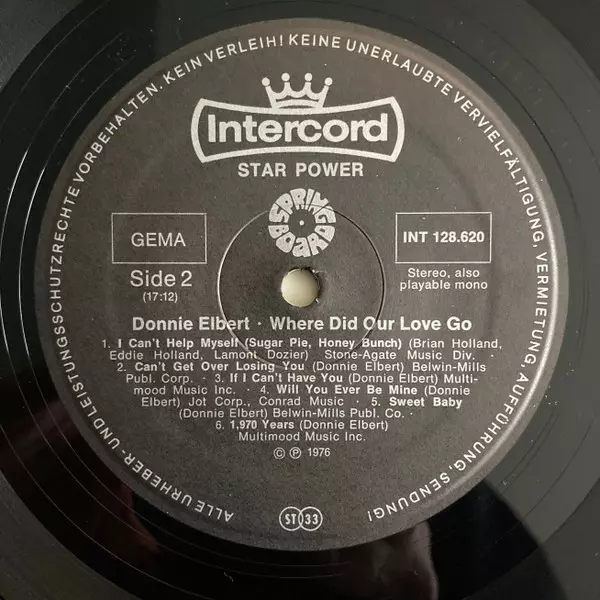 ALLE URHEBER- UND LEISTUNGSSCHUTZRECHTE VORBEHALTEN. KEIN VERLEIH! KEINE UNERLAUBTE VERVIELFÄLTIGUNG, VERMIETUNG, AUFFÜHRUNG, SENDUNG!
Intercord
STAR POWER
SPRING BOARD
GEMA
INT 128.620
Side 2
(17:12)
Stereo, also
playable mono
Donnie Elbert · Where Did Our Love Go
1. I Can't Help Myself (Sugar Pie, Honey Bunch) (Brian Holland,
Eddie Holland, Lamont Dozier) Stone-Agate Music Div. ·
2. Can't Get Over Losing You (Donnie Elbert) Belwin-Mills
Publ. Corp. · 3. If I Can't Have You (Donnie Elbert) Multi-
mood Music Inc. · 4. Will You Ever Be Mine (Donnie
Elbert) Jot Corp., Conrad Music · 5. Sweet Baby
(Donnie Elbert) Belwin-Mills Publ. Co. ·
6. 1,970 Years (Donnie Elbert)
Multimood Music Inc.
© ℗ 1976
ST 33